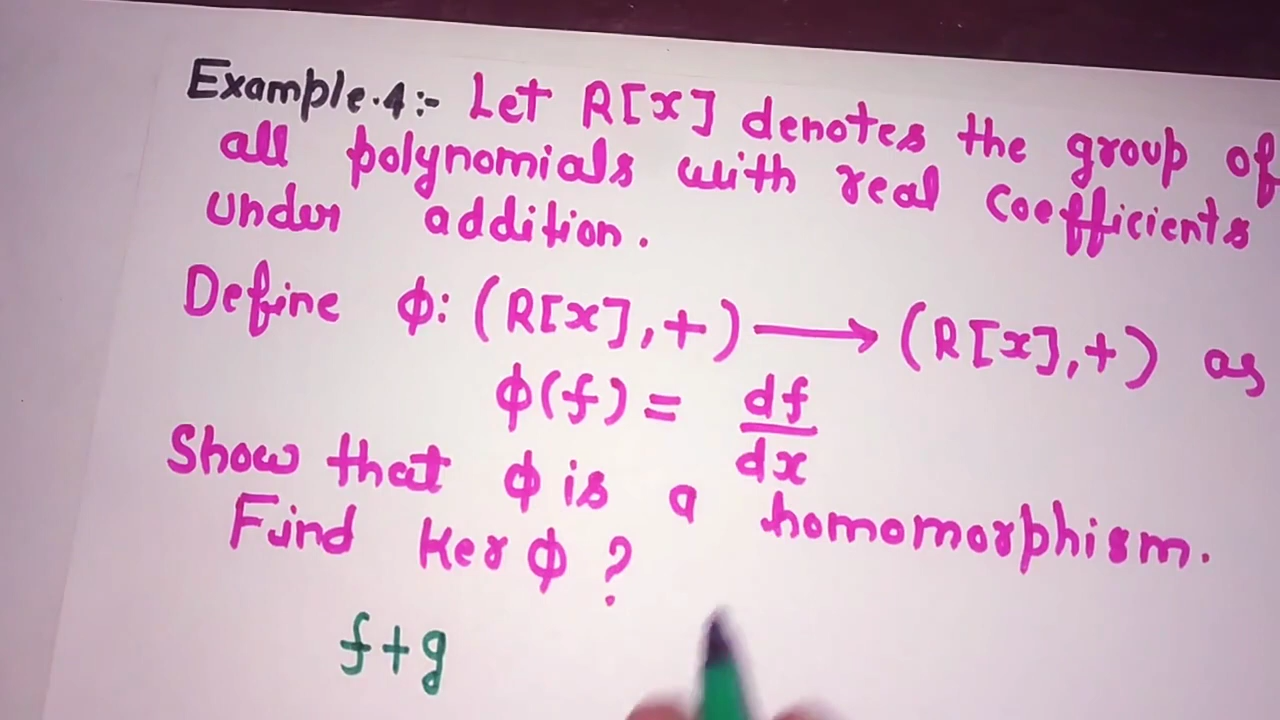 Example.4:- Let R[x] denotes the group of
all polynomials with real coefficients
under addition.
Define ϕ: (R[x],+) ⟶ (R[x],+) as
ϕ(f) = df/dx
Show that ϕ is a homomorphism.
Find Ker ϕ ?
f+g